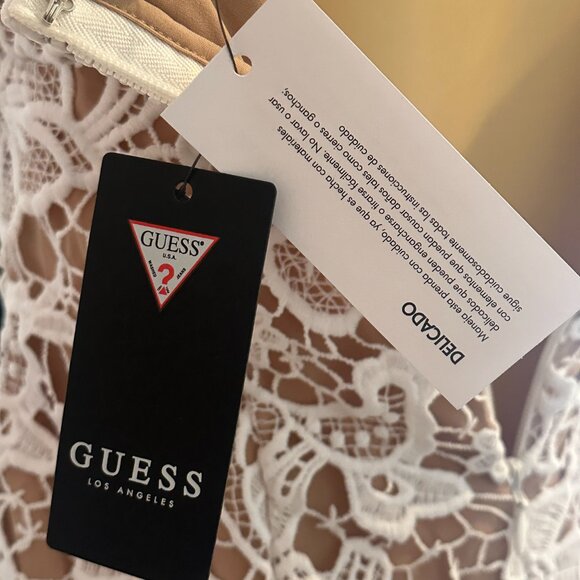 GUESS®
U.S.A.
?
GUESS
LOS ANGELES
DELICADO
Maneja esta prenda con cuidado ya que es hecha con materiales
delicados que pueden engancharse o tirarse fácilmente. No lavar o usar
con elementos que puedan causar daños tales como cierres o ganchos;
sigue cuidadosamente todas las instrucciones de cuidado